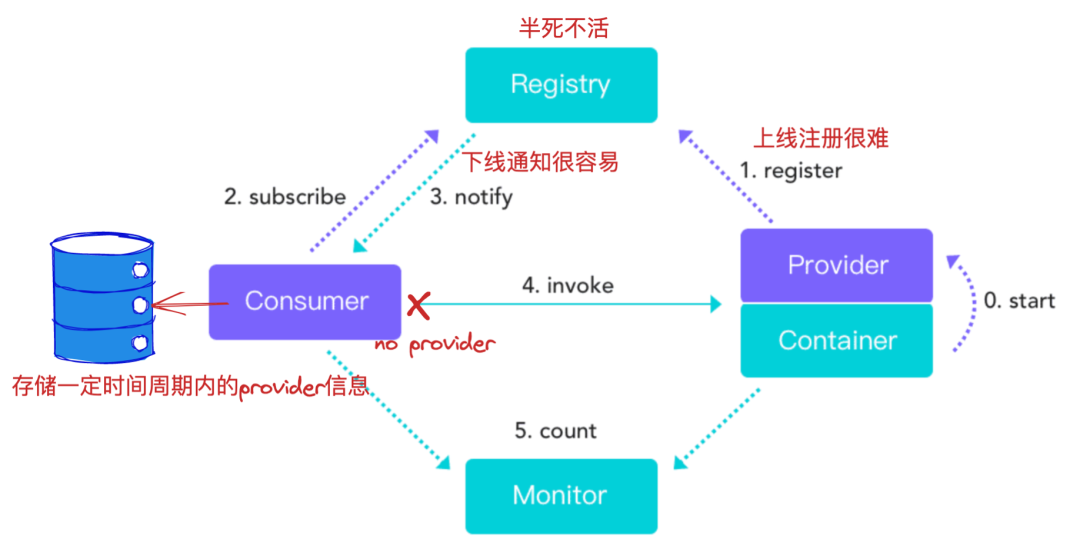 半死不活
Registry
上线注册很难
下线通知很容易
1. register
2. subscribe
3. notify
Provider
4. invoke
Consumer
0. start
no provider
Container
存储一定时间周期内的provider信息
5. count
Monitor